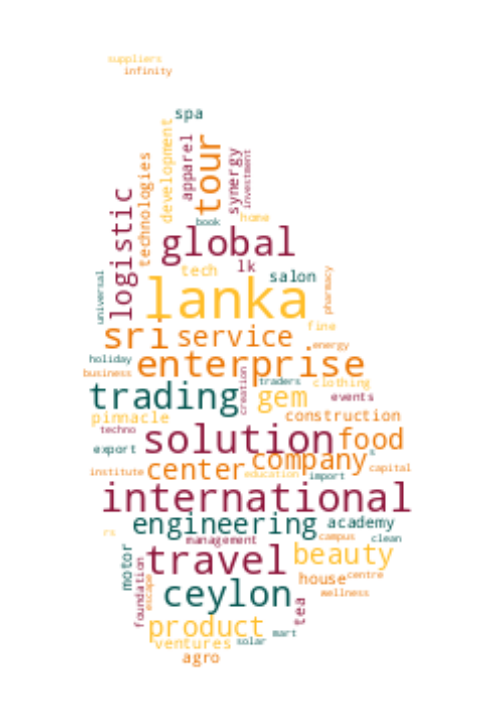 suppliers
infinity
spa
development
apparel
tour
synergy
investment
technologies
logistic
book
home
global
tech
lk
salon
pharmacy
universal
lanka
fine
sri
service
energy
holiday
enterprise
business
creation
traders
clothing
trading
gem
events
pinnacle
construction
techno
solution
food
export
company
s
center
institute
education
import
capital
international
engineering
academy
rs
management
campus
clean
motor
travel
beauty
foundation
escape
house
centre
ceylon
wellness
tea
product
mart
ventures
solar
agro